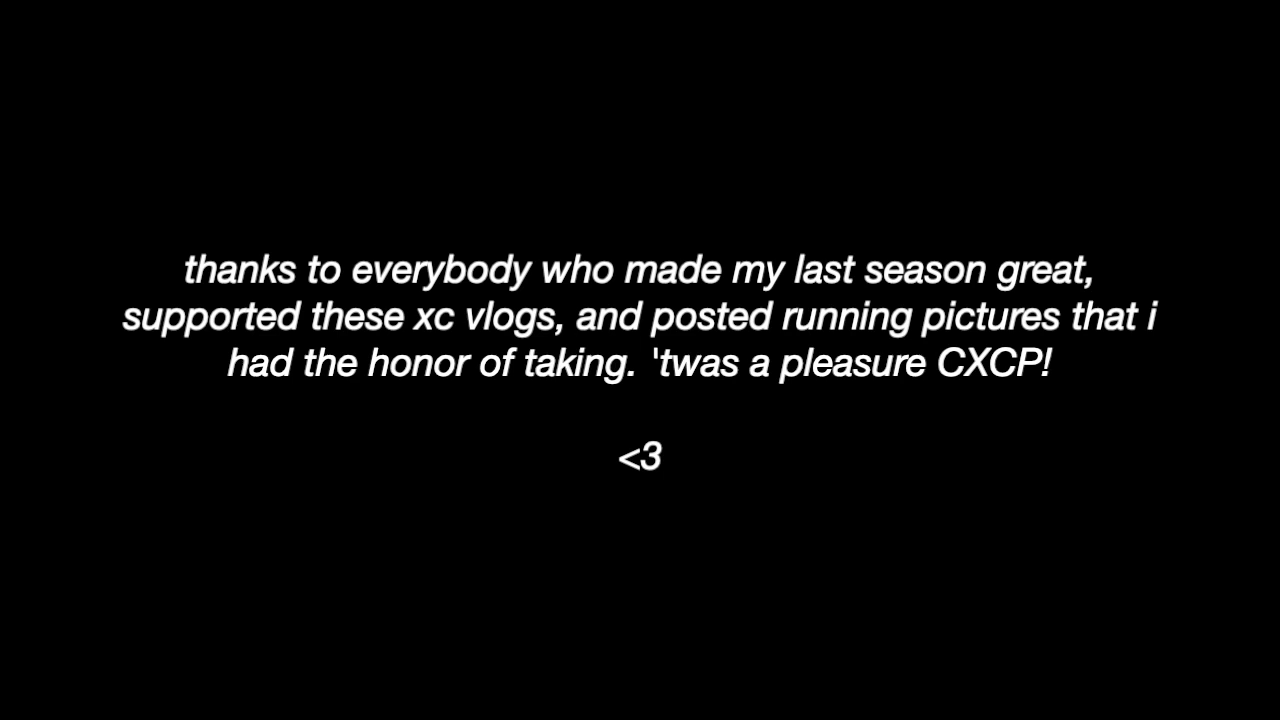 thanks to everybody who made my last season great,
supported these xc vlogs, and posted running pictures that i
had the honor of taking. 'twas a pleasure CXCP!
<3